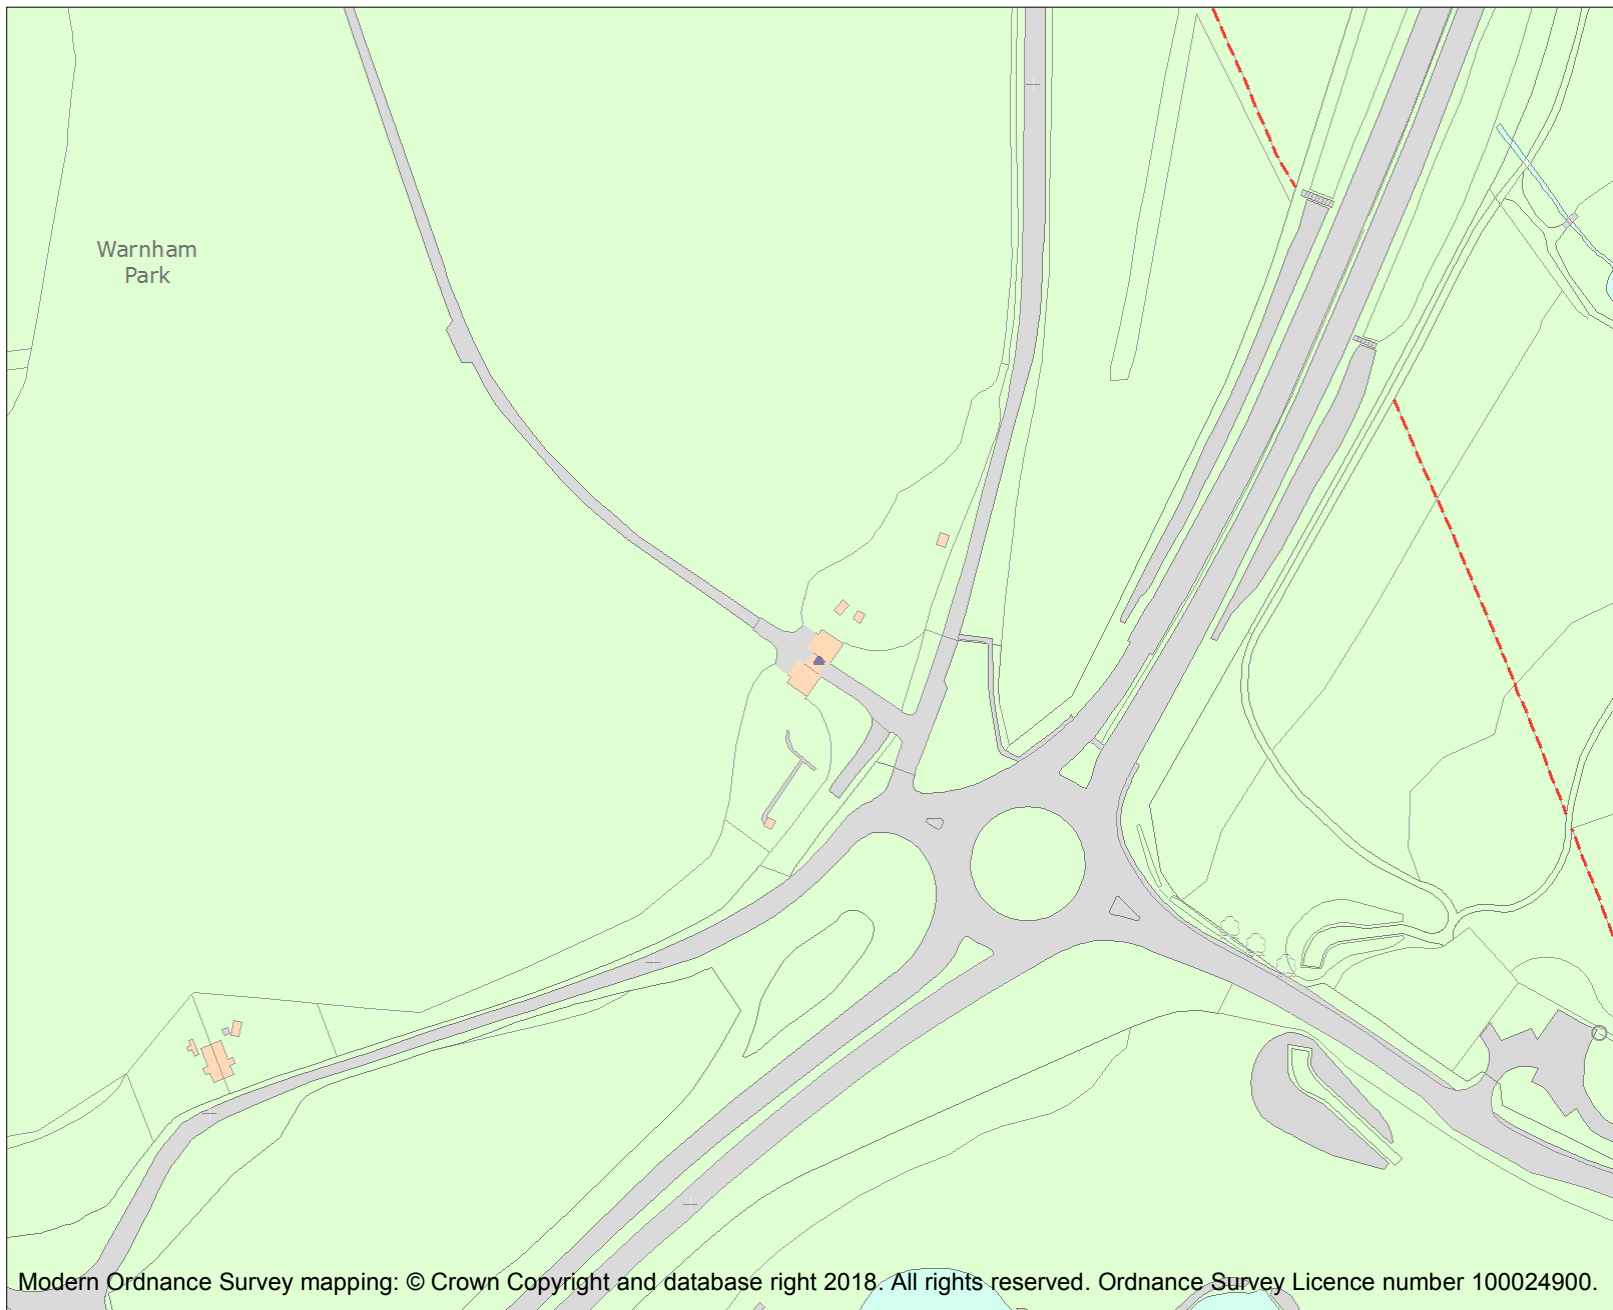 Warnham
Park
Modern Ordnance Survey mapping: © Crown Copyright and database right 2018. All rights reserved. Ordnance Survey Licence number 100024900.